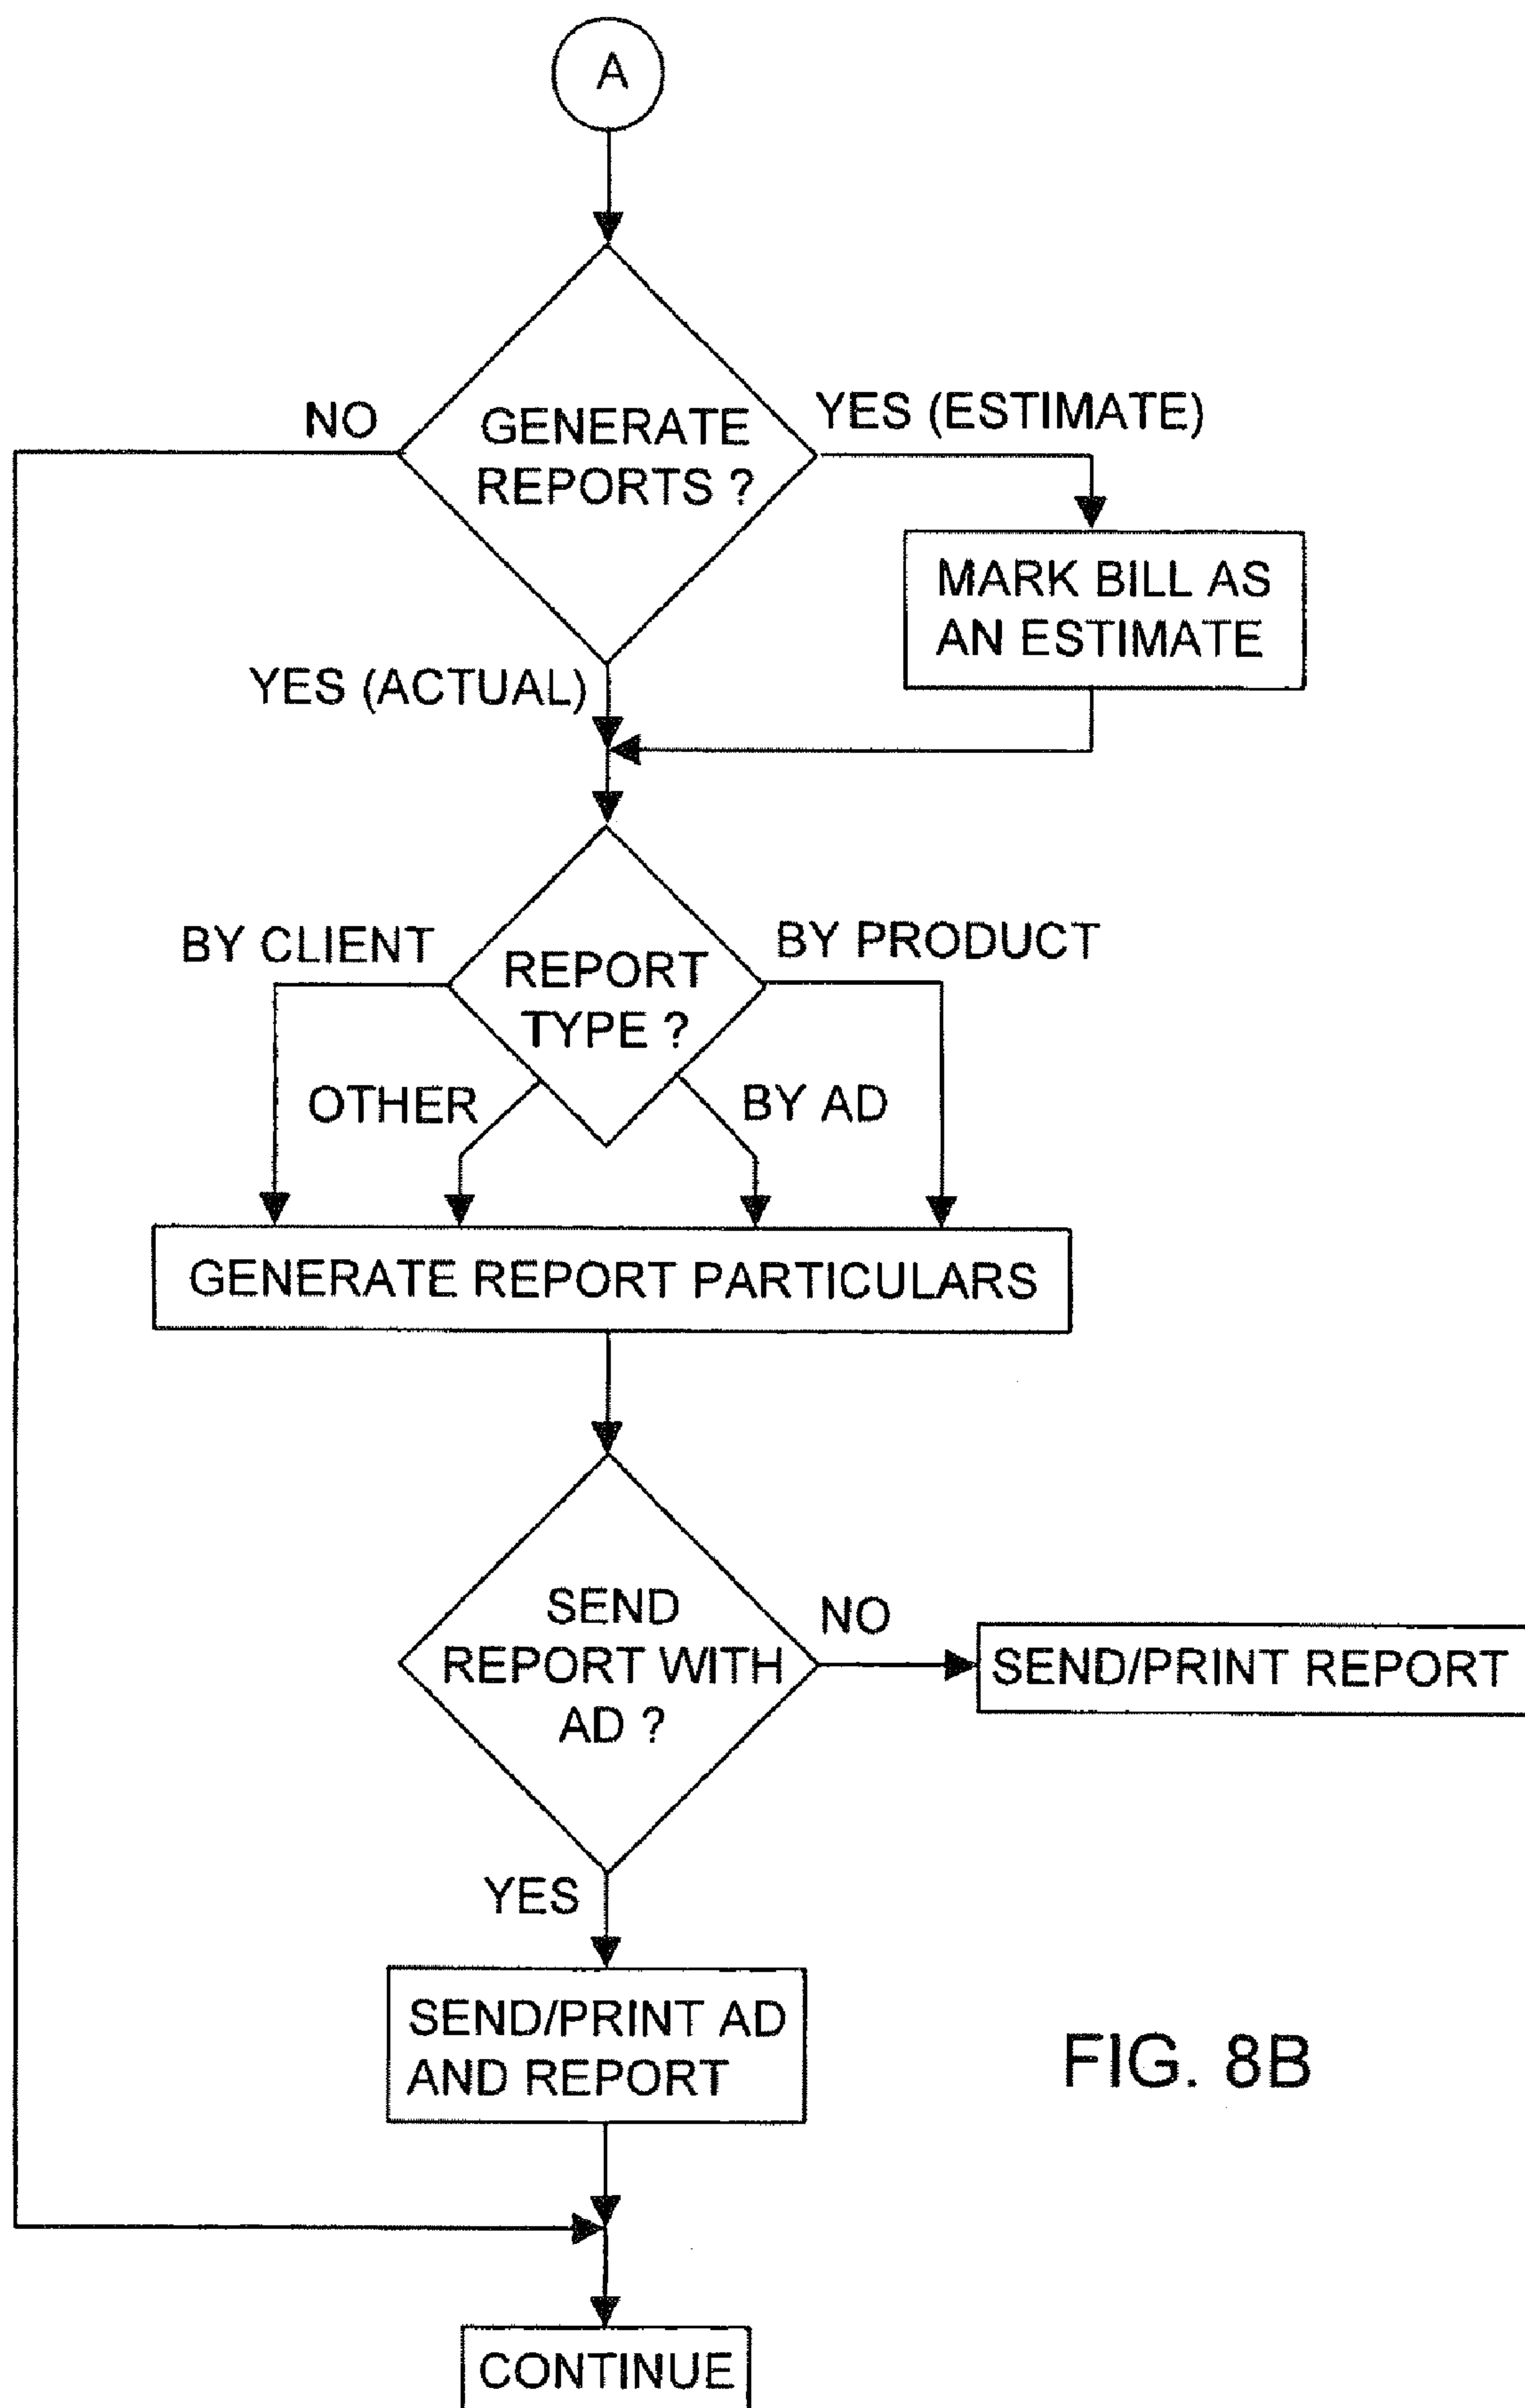 A
NO
GENERATE
REPORTS ?
YES (ESTIMATE)
MARK BILL AS
AN ESTIMATE
YES (ACTUAL)
BY CLIENT
REPORT
TYPE ?
BY PRODUCT
OTHER
BY AD
GENERATE REPORT PARTICULARS
SEND
REPORT WITH
AD ?
NO
SEND/PRINT REPORT
YES
SEND/PRINT AD
AND REPORT
FIG. 8B
CONTINUE